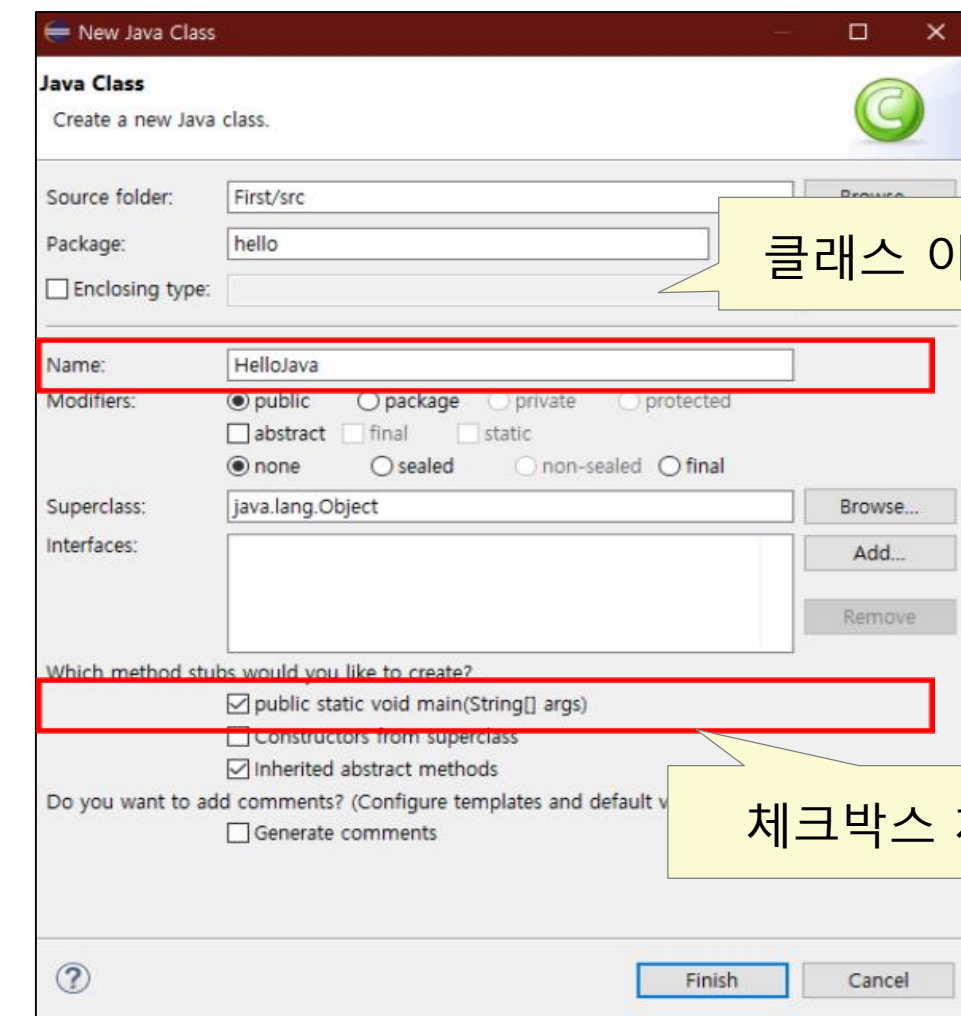 New Java Class
Java Class
Create a new Java class.
Source folder: First/src
Package: hello
클래스
Enclosing type:
Name: HelloJava
Modifiers: public package private protected
abstract final static
none sealed non-sealed final
Superclass: java.lang.Object Browse...
Interfaces: Add...
Remove
Which method stubs would you like to create?
public static void main(String[] args)
Constructors from superclass
Inherited abstract methods
Do you want to add comments? (Configure templates and default
체크박스
Generate comments
Finish Cancel